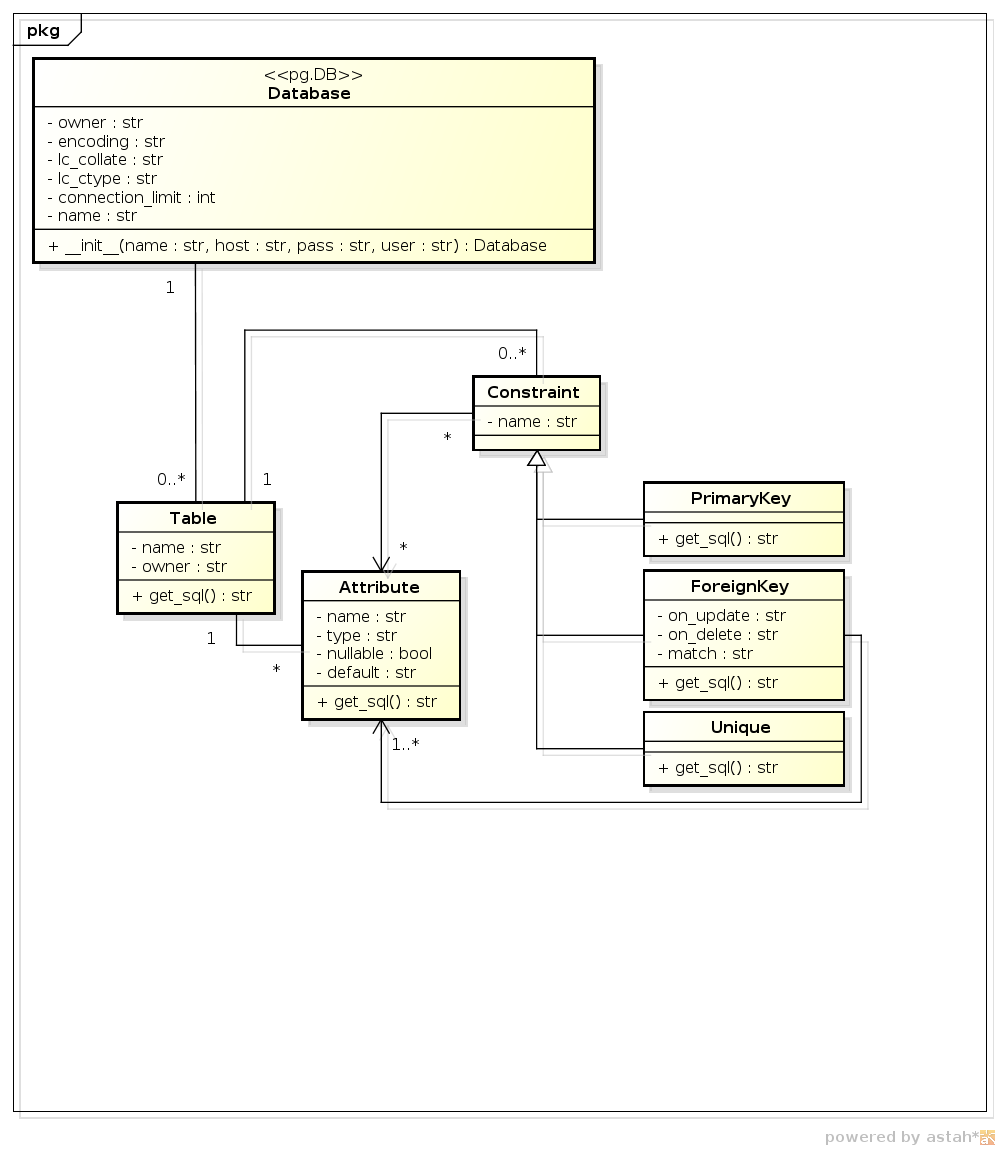 pkg
<<pg.DB>>
Database
- owner : str
- encoding : str
- lc_collate : str
- lc_ctype : str
- connection_limit : int
- name : str
+ __init__(name : str, host : str, pass : str, user : str) : Database
1
0..*
Constraint
- name : str
*
0..*
1
Table
- name : str
- owner : str
+ get_sql() : str
PrimaryKey
+ get_sql() : str
*
Attribute
- name : str
- type : str
- nullable : bool
- default : str
+ get_sql() : str
ForeignKey
- on_update : str
- on_delete : str
- match : str
+ get_sql() : str
1
*
1..*
Unique
+ get_sql() : str
powered by astah*